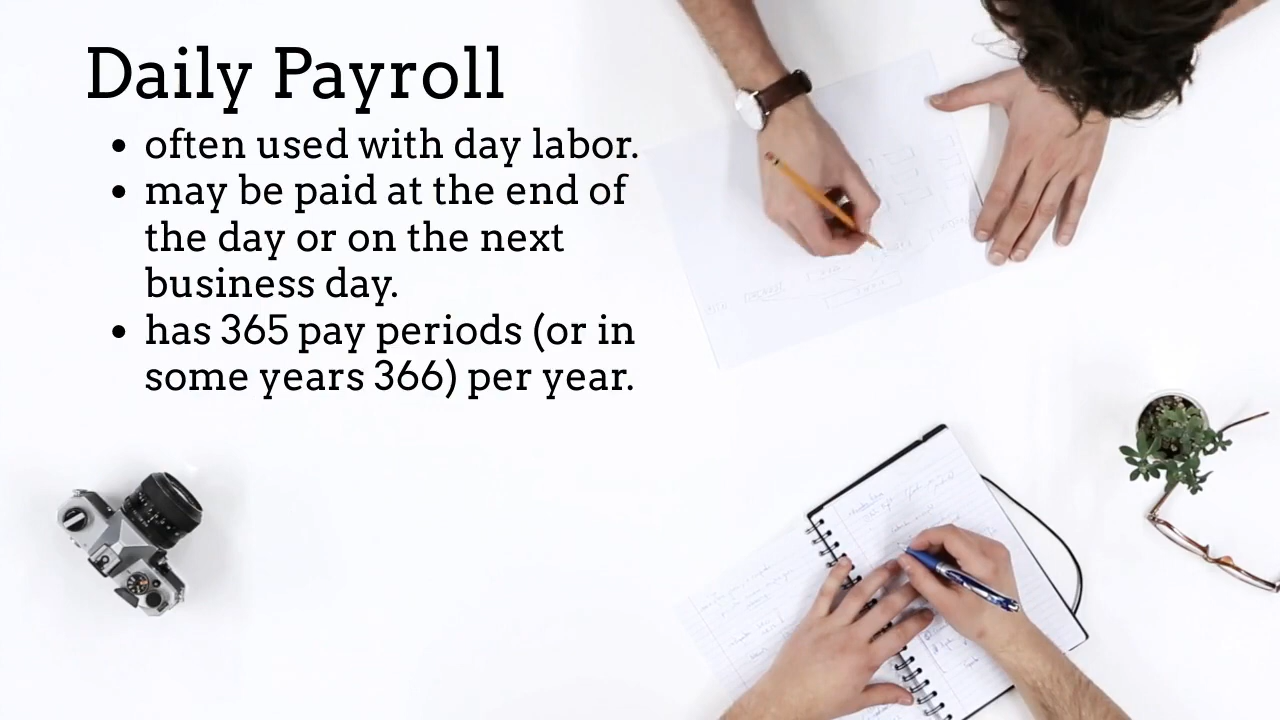 Daily Payroll
• often used with day labor.
• may be paid at the end of
the day or on the next
business day.
• has 365 pay periods (or in
some years 366) per year.